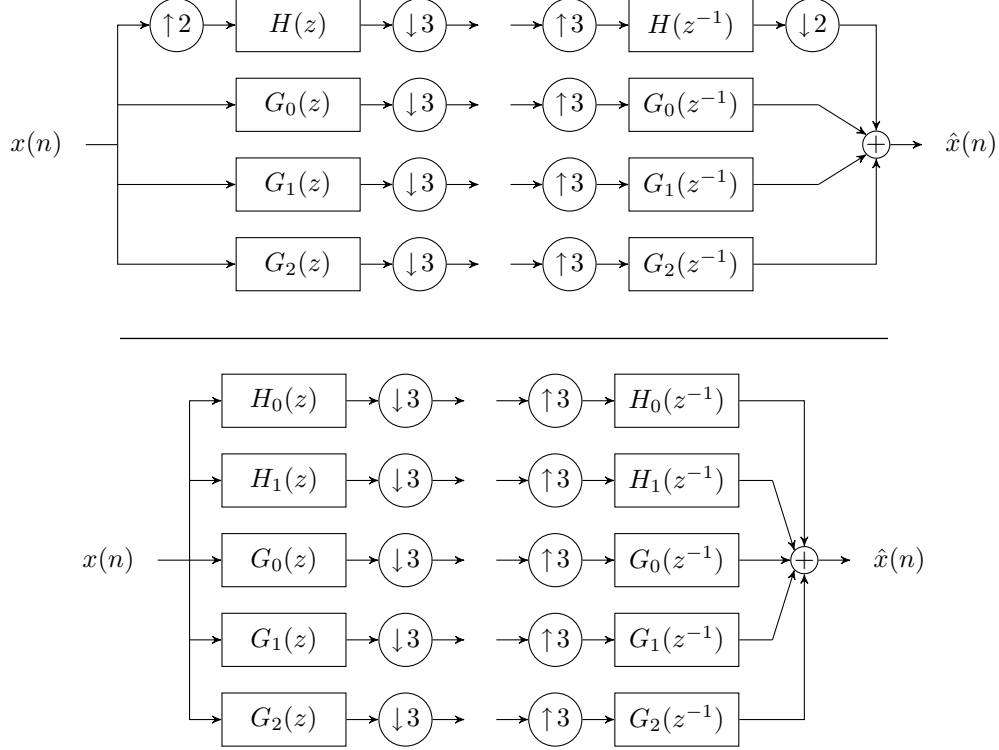 ↑2 H(z) ↓3 ↑3 H(z⁻¹) ↓2
G₀(z) ↓3 ↑3 G₀(z⁻¹)
x(n) + x̂(n)
G₁(z) ↓3 ↑3 G₁(z⁻¹)
G₂(z) ↓3 ↑3 G₂(z⁻¹)
H₀(z) ↓3 ↑3 H₀(z⁻¹)
H₁(z) ↓3 ↑3 H₁(z⁻¹)
x(n) G₀(z) ↓3 ↑3 G₀(z⁻¹) + x̂(n)
G₁(z) ↓3 ↑3 G₁(z⁻¹)
G₂(z) ↓3 ↑3 G₂(z⁻¹)